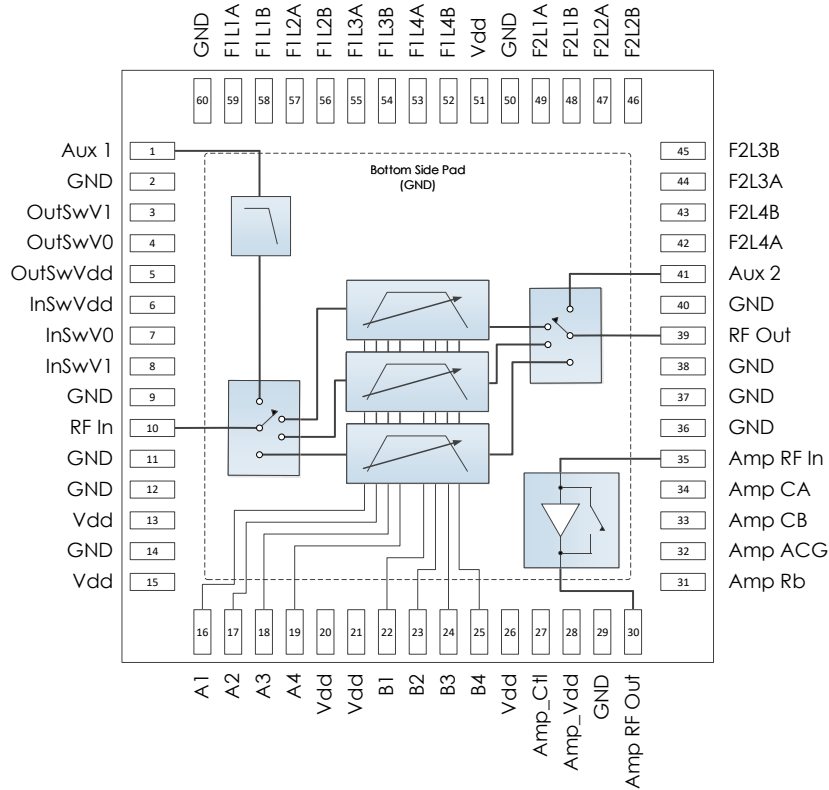 GND
F1L1A
F1L1B
F1L2A
F1L2B
F1L3A
F1L3B
F1L4A
F1L4B
Vdd
GND
F2L1A
F2L1B
F2L2A
F2L2B
60 59 58 57 56 55 54 53 52 51 50 49 48 47 46
Aux 1 1
GND 2
OutSwV1 3
OutSwV0 4
OutSwVdd 5
InSwVdd 6
InSwV0 7
InSwV1 8
GND 9
RF In 10
GND 11
GND 12
Vdd 13
GND 14
Vdd 15
Bottom Side Pad
(GND)
45 F2L3B
44 F2L3A
43 F2L4B
42 F2L4A
41 Aux 2
40 GND
39 RF Out
38 GND
37 GND
36 GND
35 Amp RF In
34 Amp CA
33 Amp CB
32 Amp ACG
31 Amp Rb
16 17 18 19 20 21 22 23 24 25 26 27 28 29 30
A1
A2
A3
A4
Vdd
Vdd
B1
B2
B3
B4
Vdd
Amp_Ctl
Amp_Vdd
GND
Amp RF Out